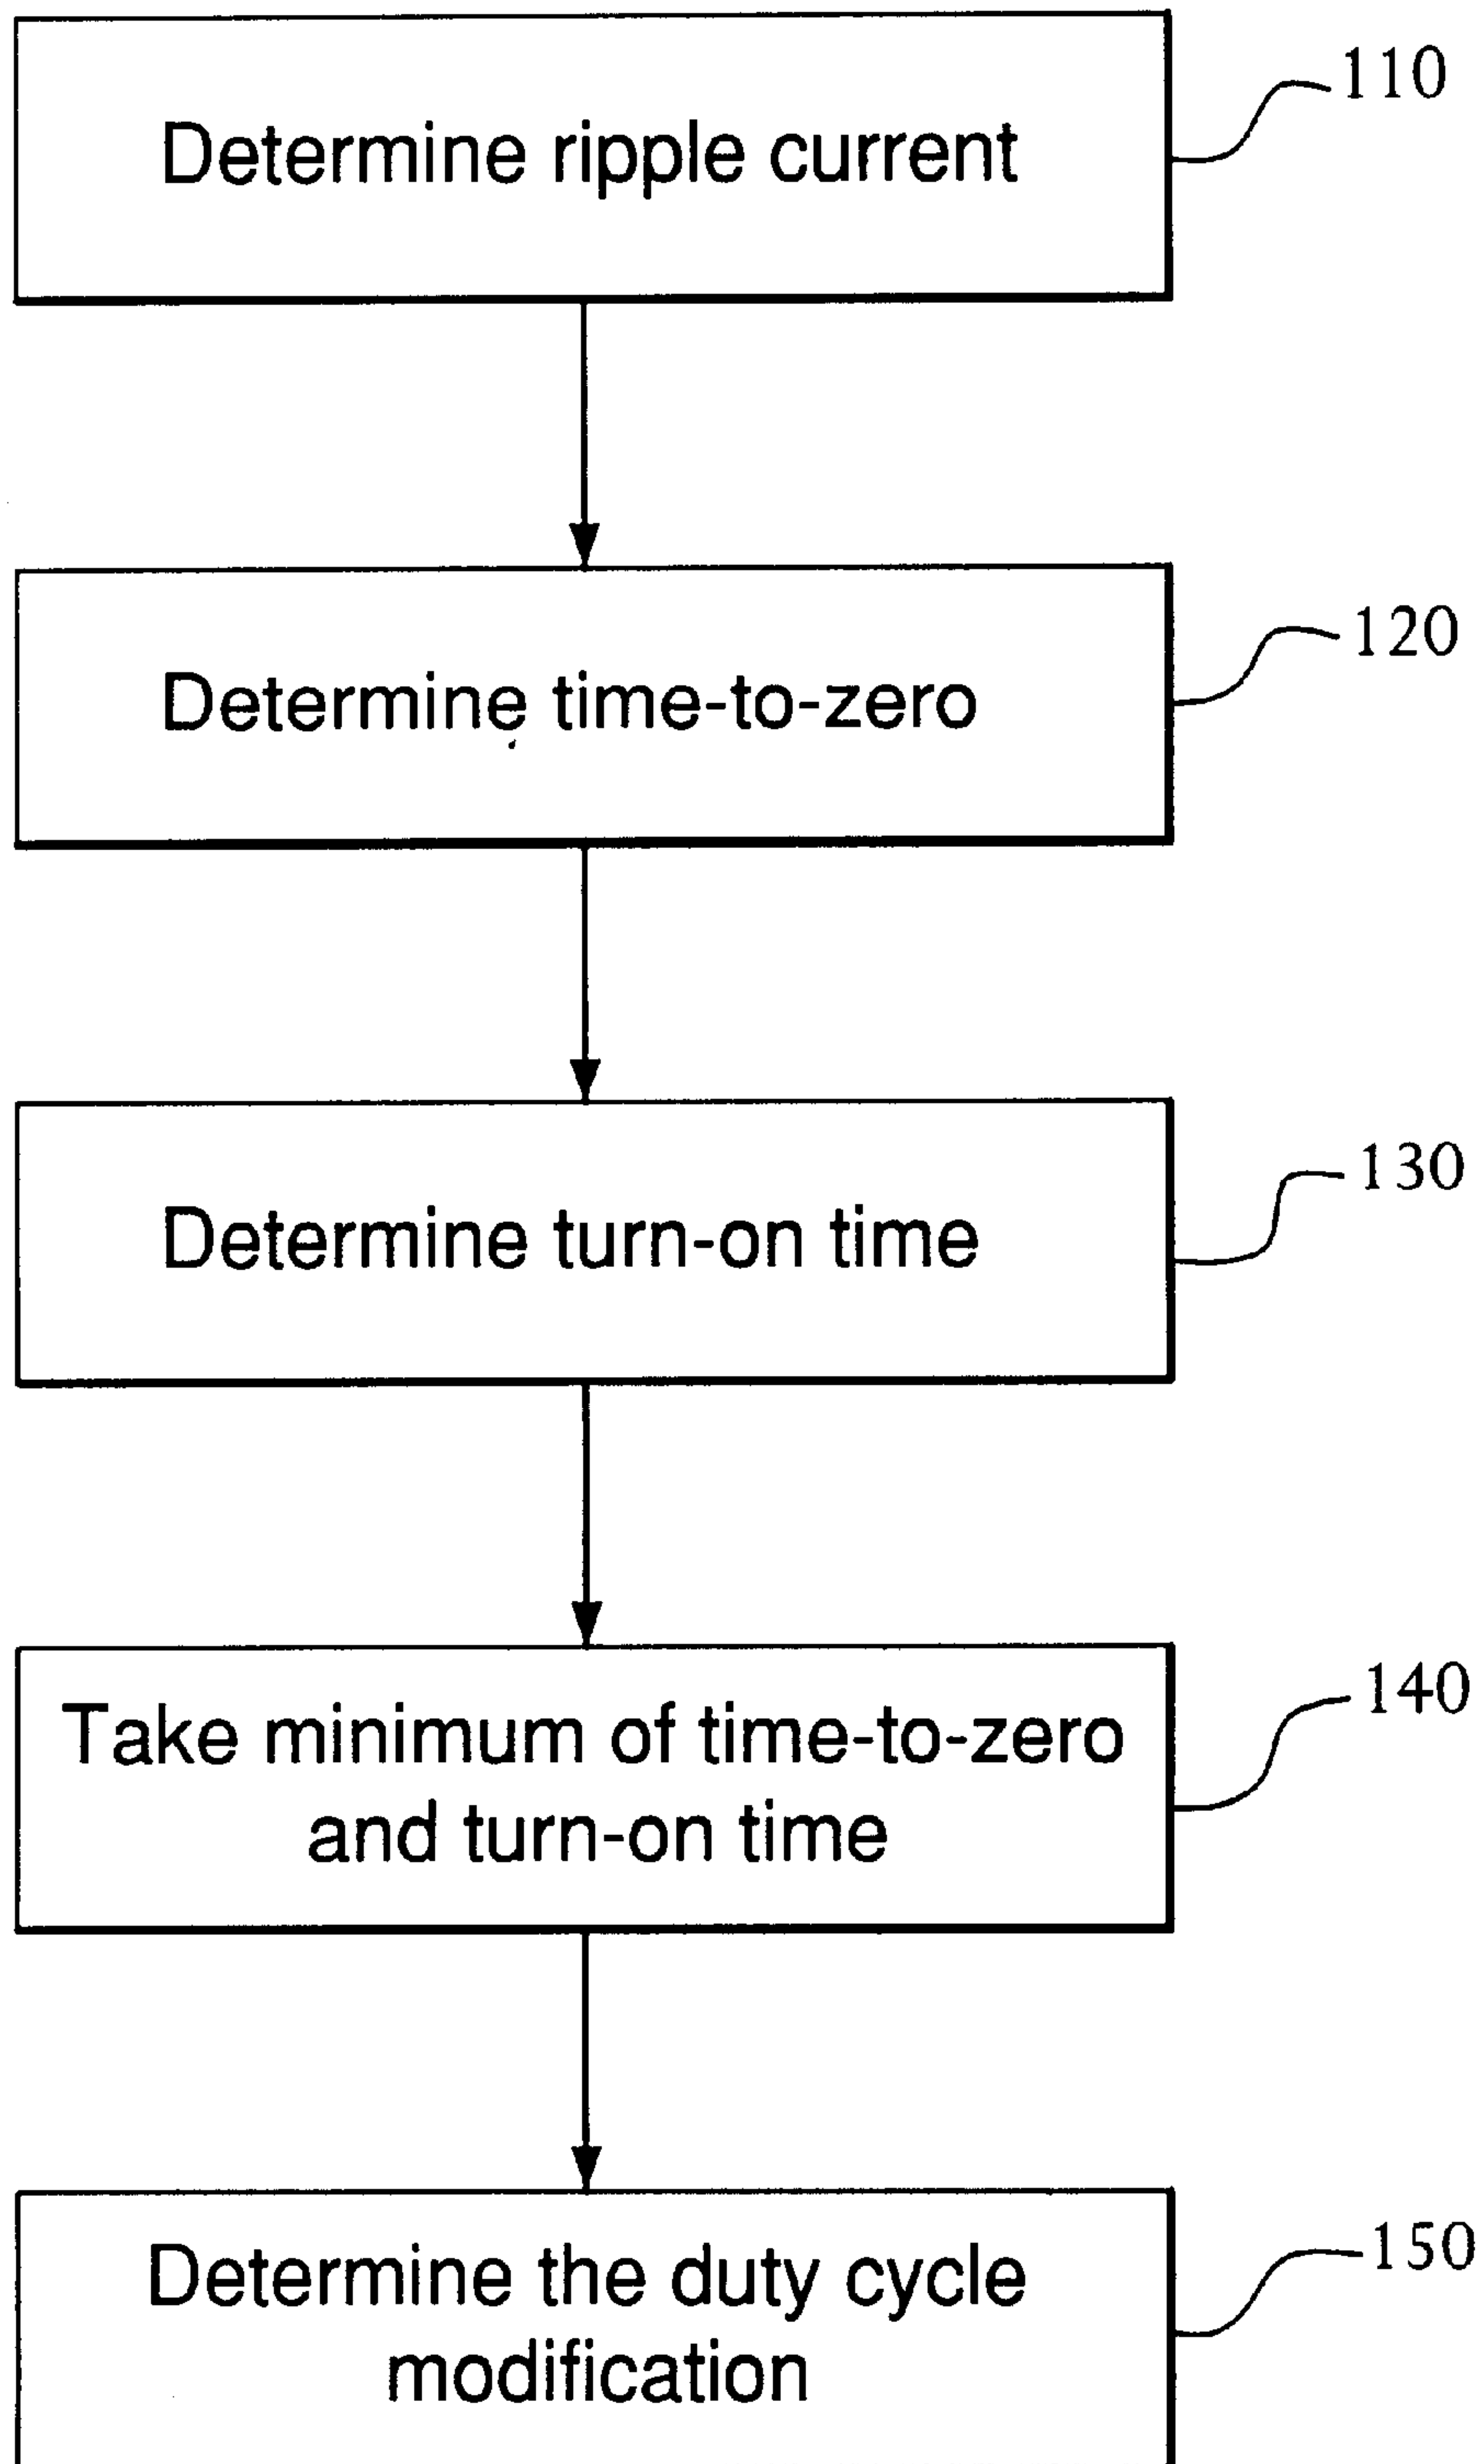 Determine ripple current
110
Determine time-to-zero
120
Determine turn-on time
130
Take minimum of time-to-zero
and turn-on time
140
Determine the duty cycle
modification
150